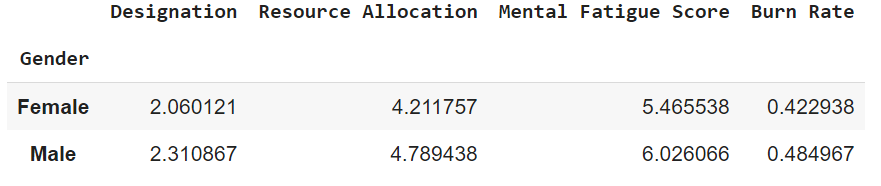 Designation Resource Allocation Mental Fatigue Score Burn Rate
Gender
Female 2.060121 4.211757 5.465538 0.422938
Male 2.310867 4.789438 6.026066 0.484967